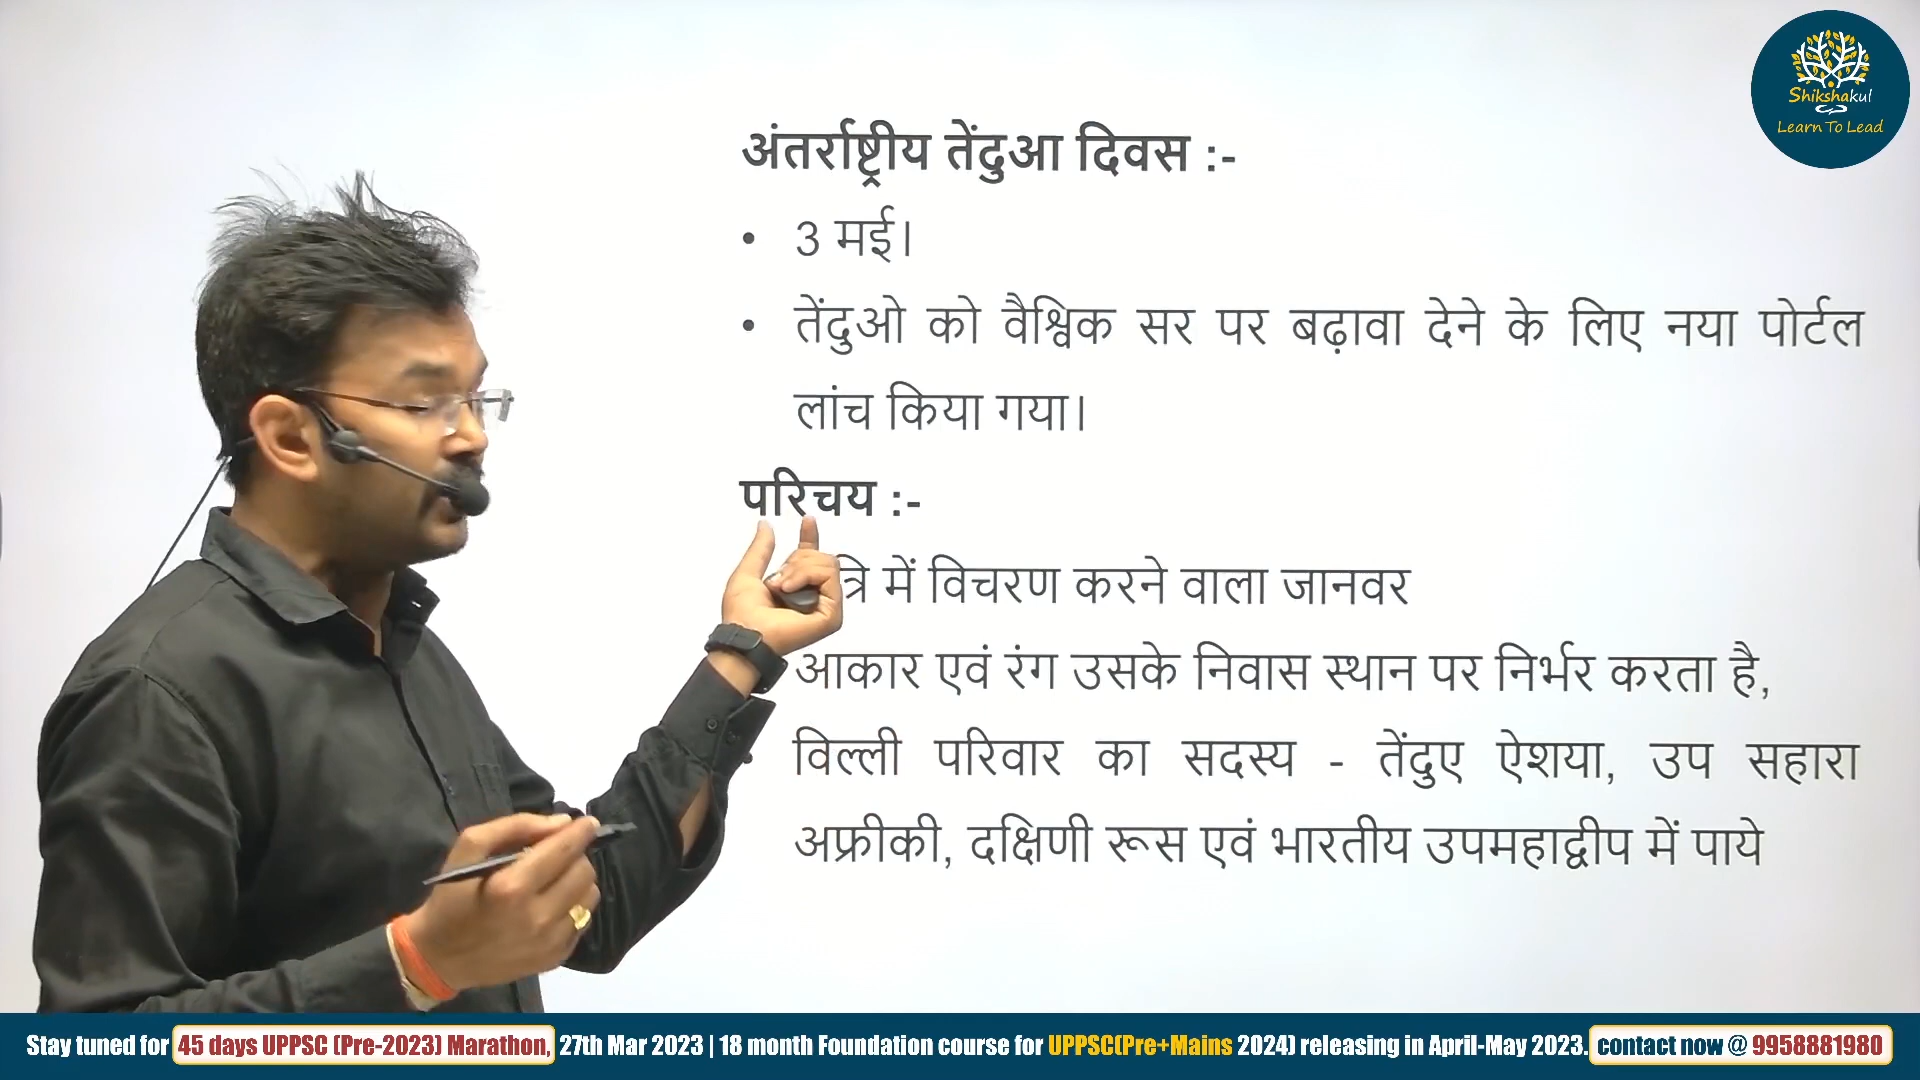 Shikshakul
Learn To Lead
अंतर्राष्ट्रीय तेंदुआ दिवस :-
• 3 मई।
• तेंदुओ को वैश्विक सर पर बढ़ावा देने के लिए नया पोर्टल
लांच किया गया।
परिचय :-
में विचरण करने वाला जानवर
आकार एवं रंग उसके निवास स्थान पर निर्भर करता है,
विल्ली परिवार का सदस्य - तेंदुए ऐशया, उप सहारा
अफ्रीकी, दक्षिणी रूस एवं भारतीय उपमहाद्वीप में पाये
Stay tuned for 45 days UPPSC (Pre-2023) Marathon, 27th Mar 2023 | 18 month Foundation course for UPPSC(Pre+Mains 2024) releasing in April-May 2023. contact now @ 9958881980